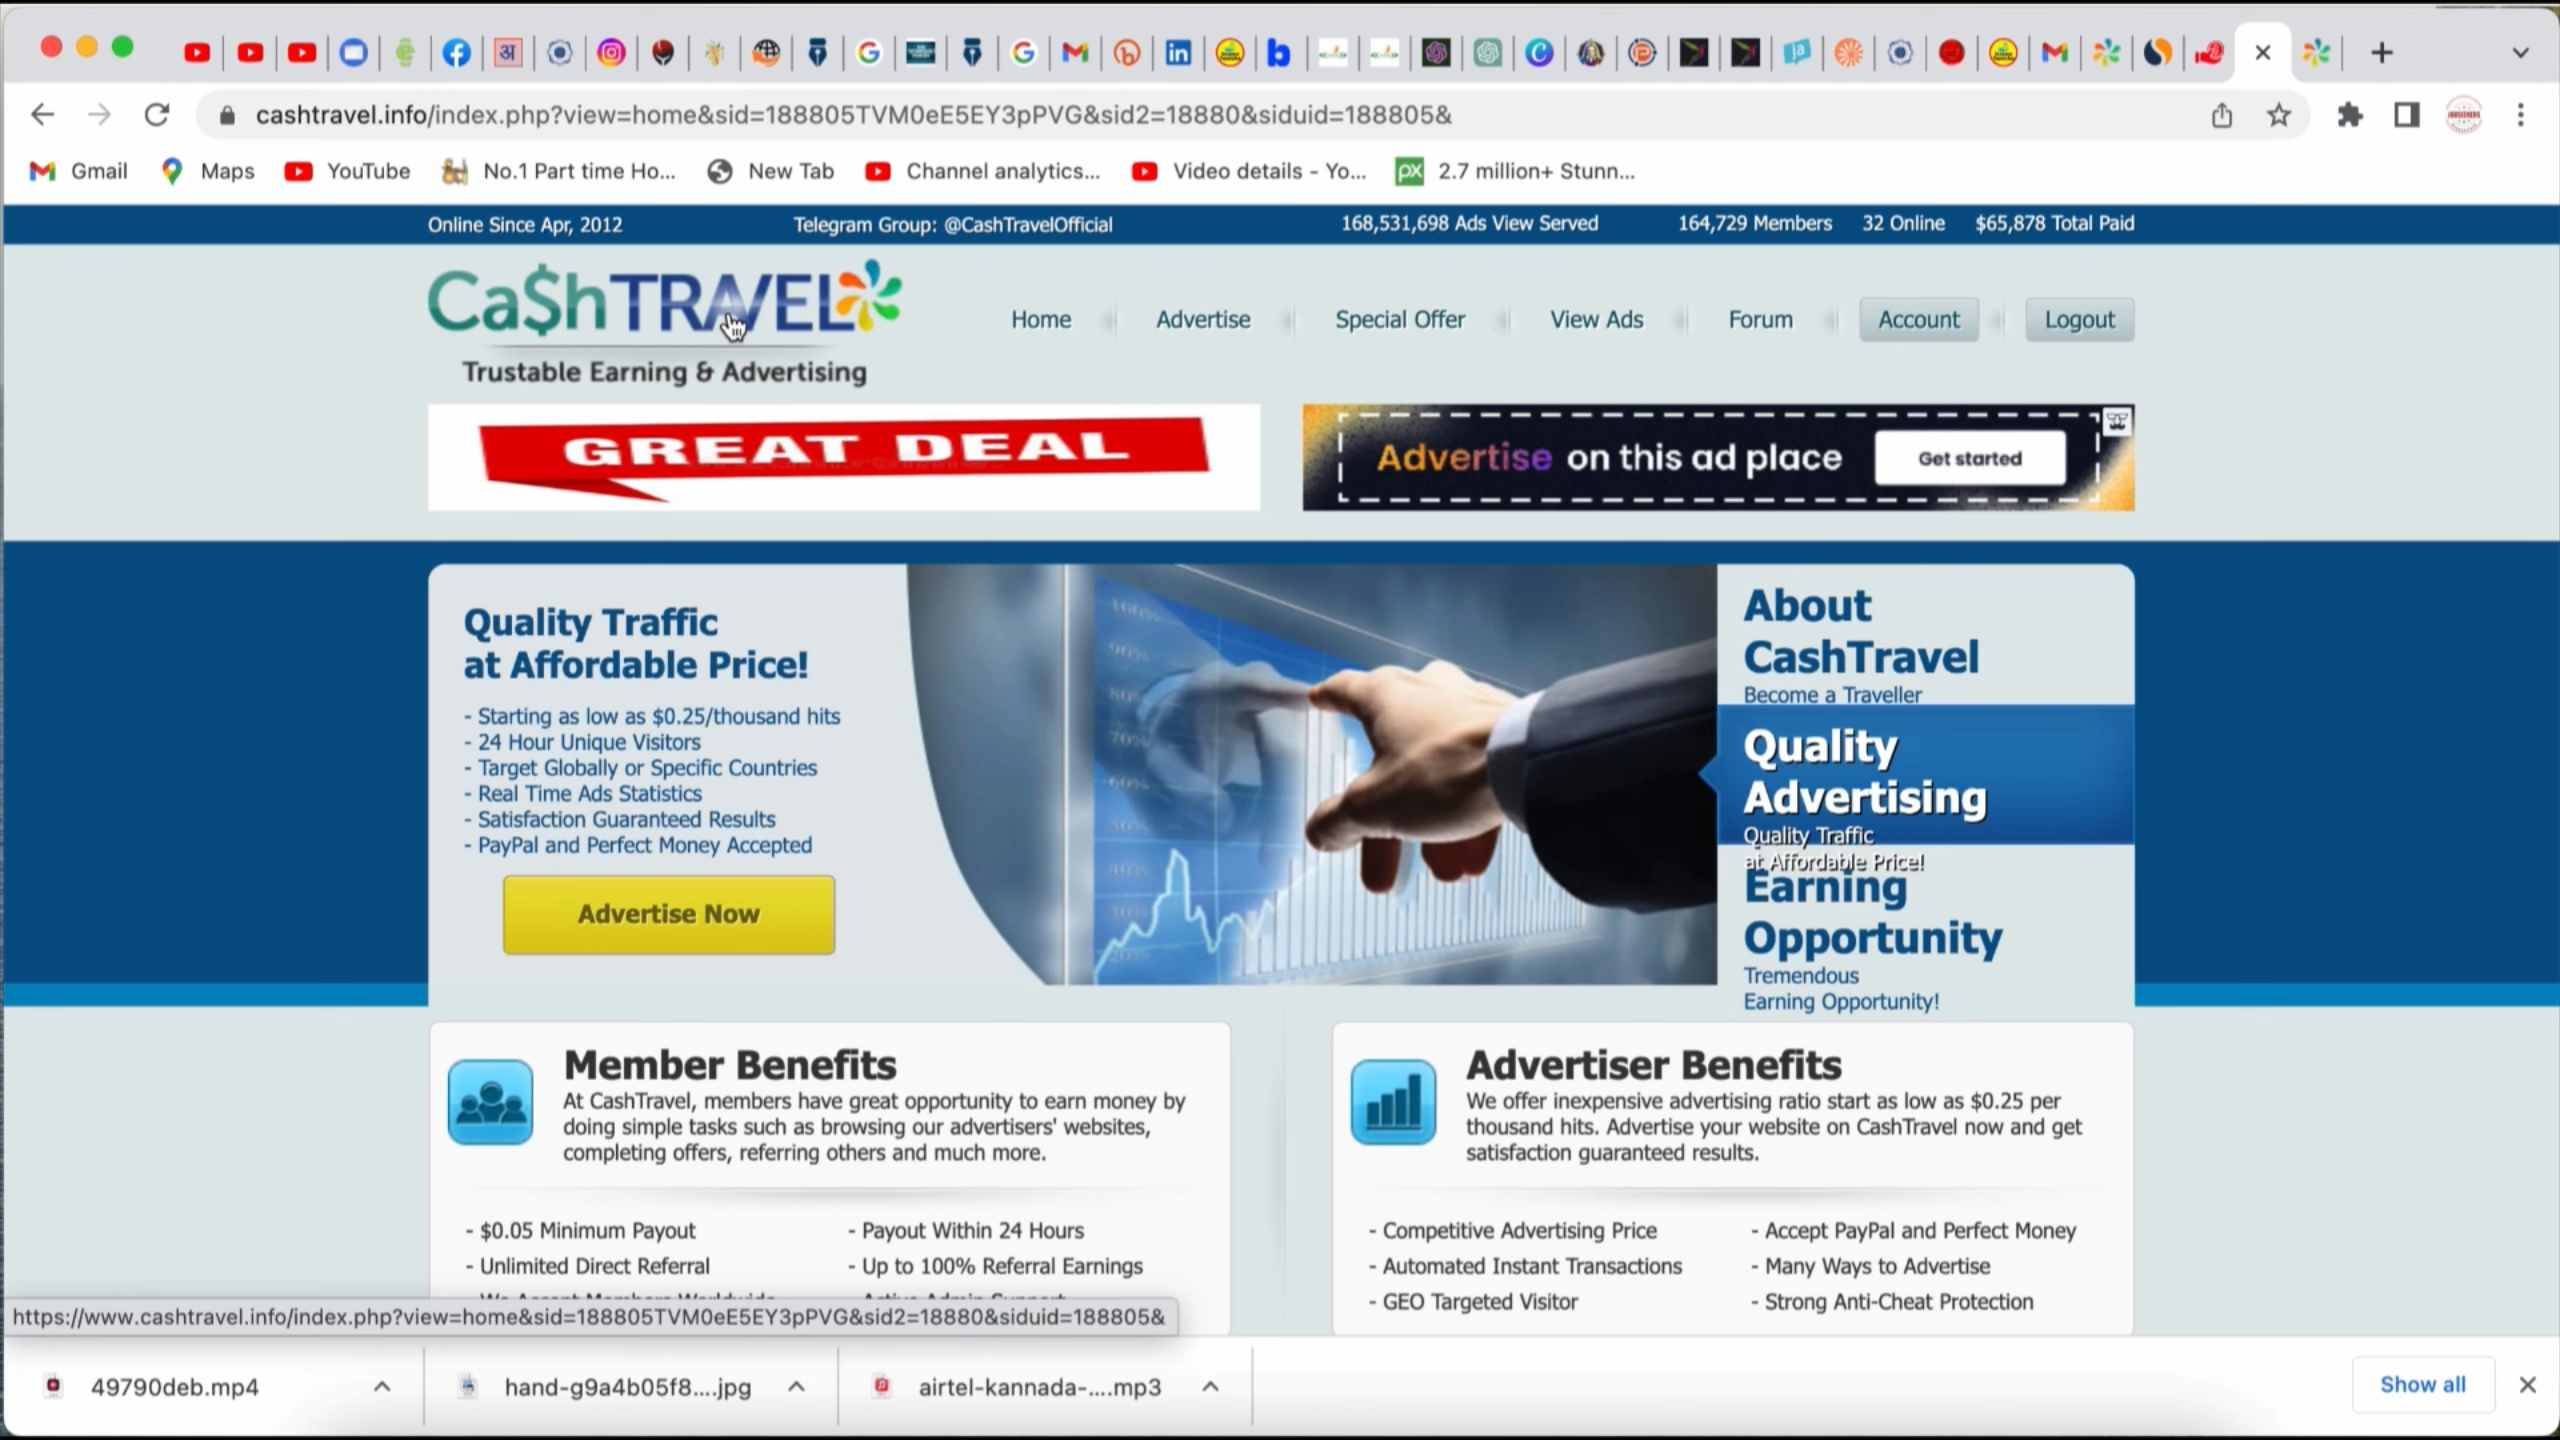 cashtravel.info/index.php?view=home&sid=188805TVM0eE5EY3pPVG&sid2=18880&siduid=188805&
Gmail Maps YouTube No.1 Part time Ho... New Tab Channel analytics... Video details - Yo... 2.7 million+ Stunn...
Online Since Apr, 2012 Telegram Group: @CashTravelOfficial 168,531,698 Ads View Served 164,729 Members 32 Online $65,878 Total Paid
Ca$hTRAVEL
Trustable Earning & Advertising
Home Advertise Special Offer View Ads Forum Account Logout
GREAT DEAL
Advertise on this ad place Get started
Quality Traffic
at Affordable Price!
- Starting as low as $0.25/thousand hits
- 24 Hour Unique Visitors
- Target Globally or Specific Countries
- Real Time Ads Statistics
- Satisfaction Guaranteed Results
- PayPal and Perfect Money Accepted
Advertise Now
About
CashTravel
Become a Traveller
Quality
Advertising
Quality Traffic
at Affordable Price!
Earning
Opportunity
Tremendous
Earning Opportunity!
Member Benefits
At CashTravel, members have great opportunity to earn money by
doing simple tasks such as browsing our advertisers' websites,
completing offers, referring others and much more.
- $0.05 Minimum Payout - Payout Within 24 Hours
- Unlimited Direct Referral - Up to 100% Referral Earnings
Advertiser Benefits
We offer inexpensive advertising ratio start as low as $0.25 per
thousand hits. Advertise your website on CashTravel now and get
satisfaction guaranteed results.
- Competitive Advertising Price - Accept PayPal and Perfect Money
- Automated Instant Transactions - Many Ways to Advertise
- GEO Targeted Visitor - Strong Anti-Cheat Protection
https://www.cashtravel.info/index.php?view=home&sid=188805TVM0eE5EY3pPVG&sid2=18880&siduid=188805&
49790deb.mp4 hand-g9a4b05f8....jpg airtel-kannada-....mp3 Show all